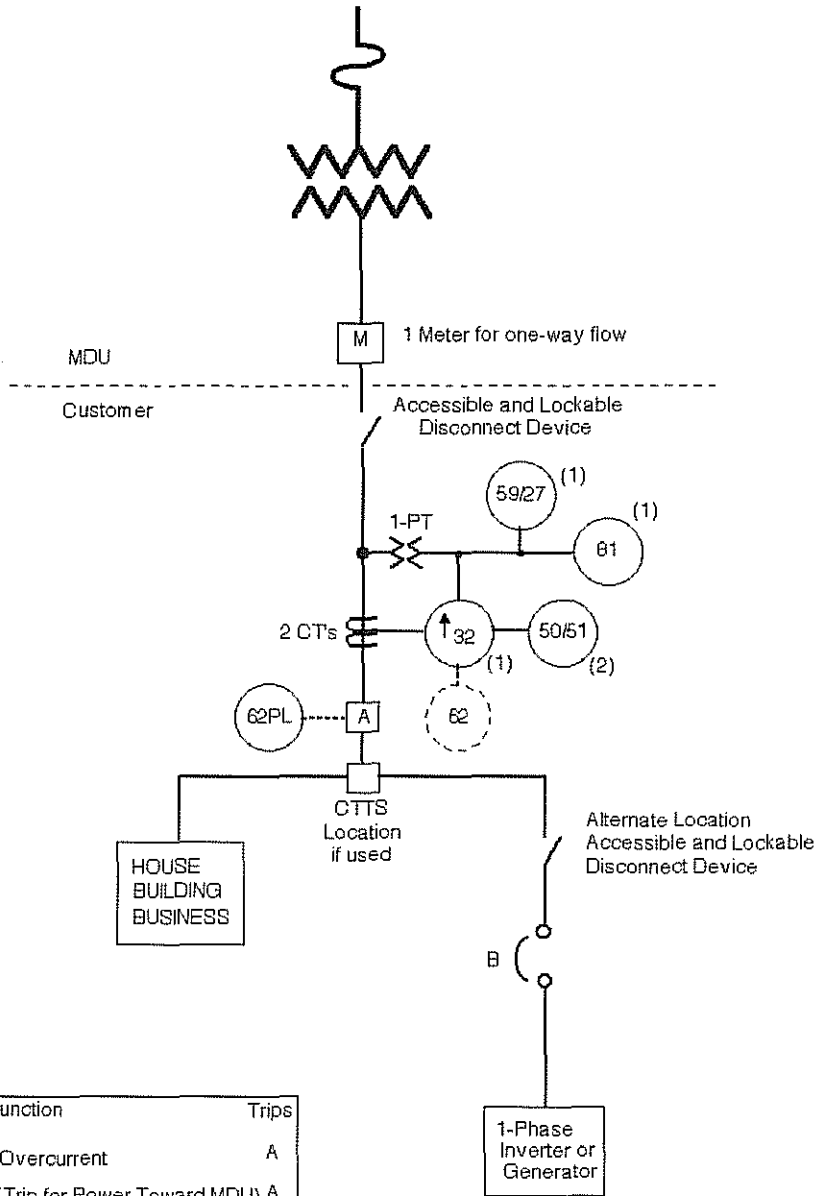 M
1 Meter for one-way flow
MDU
Customer
Accessible and Lockable
Disconnect Device
59/27
(1)
(1)
1-PT
81
2 CT's
32
50/51
(1)
(2)
62PL
A
62
CTTS
Location
if used
HOUSE
BUILDING
BUSINESS
Alternate Location
Accessible and Lockable
Disconnect Device
B
unction
Trips
Overcurrent
A
(Trip for Power Toward MDU) A
1-Phase
Inverter or
Generator